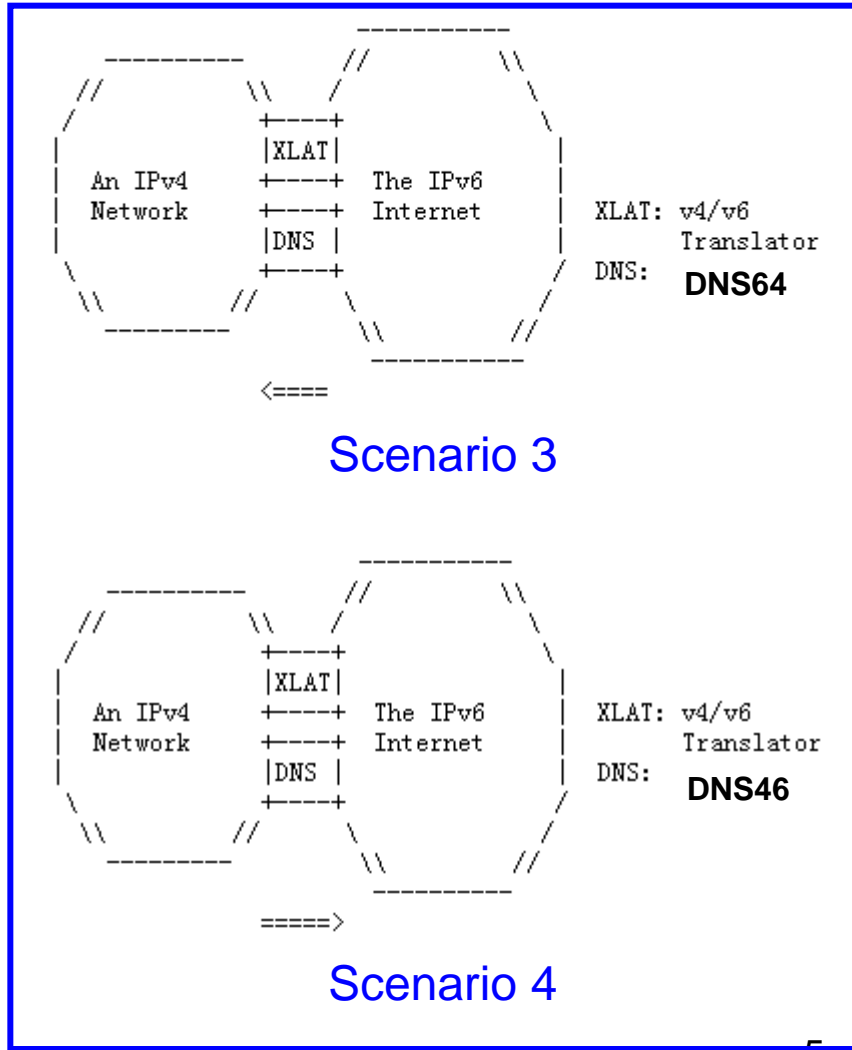 XLAT
An IPv4 The IPv6
Network Internet XLAT: v4/v6
DNS Translator
DNS: DNS64
<====
Scenario 3
XLAT
An IPv4 The IPv6 XLAT: v4/v6
Network Internet Translator
DNS DNS: DNS46
=====>
Scenario 4